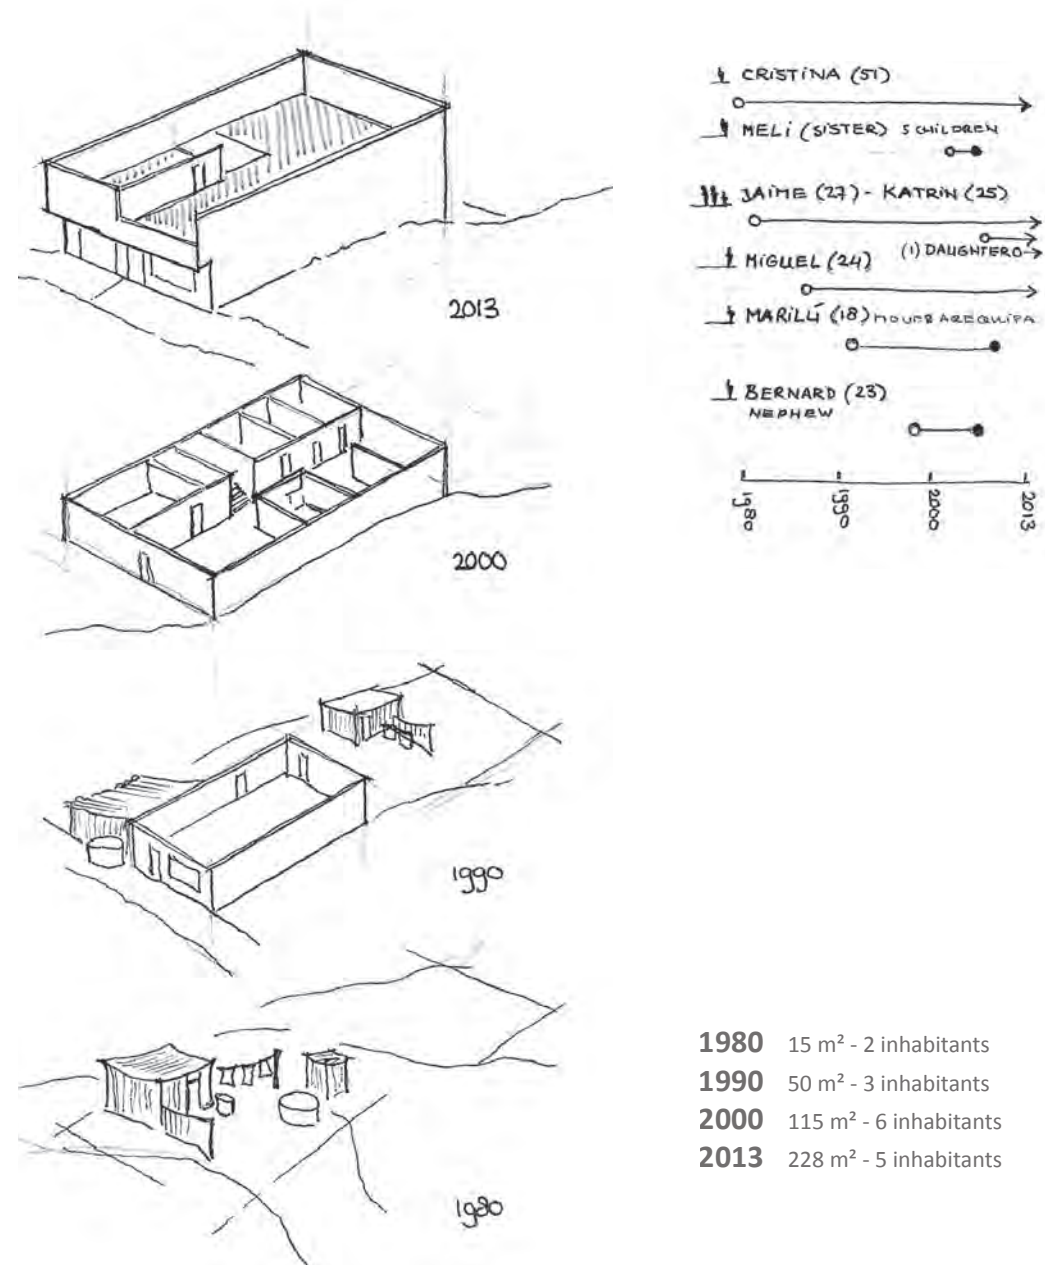 CRISTINA (51)
MELI (SISTER) 5 CHILDREN
JAIME (27) - KATRIN (25)
(1) DAUGHTER
MIGUEL (24)
MARILÚ (18) MOVES AREQUIPA
BERNARD (23)
NEPHEW
1980 1990 2000 2013
2013
2000
1990
1980
1980 15 m² - 2 inhabitants
1990 50 m² - 3 inhabitants
2000 115 m² - 6 inhabitants
2013 228 m² - 5 inhabitants